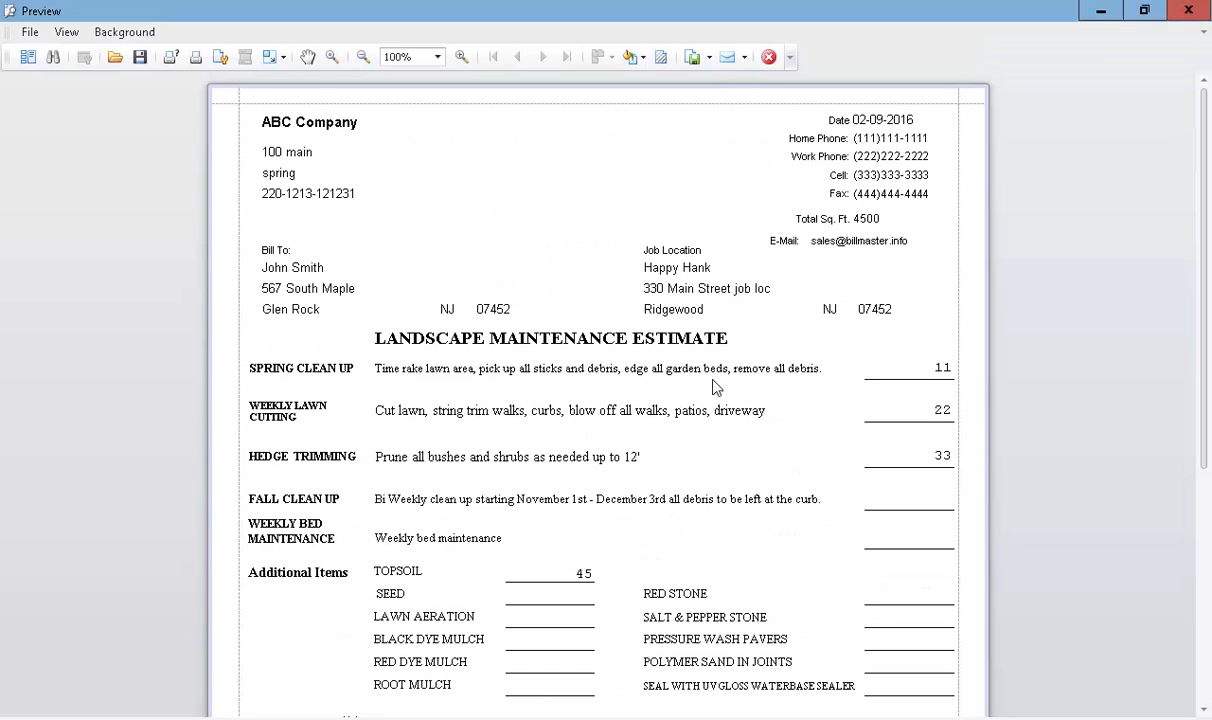 Preview
File View Background
100%
ABC Company
Date 02-09-2016
Home Phone: (111)111-1111
100 main
Work Phone: (222)222-2222
spring
Cell: (333)333-3333
220-1213-121231
Fax: (444)444-4444
Total Sq. Ft. 4500
E-Mail: sales@billmaster.info
Bill To:
Job Location
John Smith
Happy Hank
567 South Maple
330 Main Street job loc
Glen Rock NJ 07452
Ridgewood NJ 07452
LANDSCAPE MAINTENANCE ESTIMATE
SPRING CLEAN UP Time rake lawn area, pick up all sticks and debris, edge all garden beds, remove all debris. 11
WEEKLY LAWN
CUTTING
Cut lawn, string trim walks, curbs, blow off all walks, patios, driveway 22
HEDGE TRIMMING Prune all bushes and shrubs as needed up to 12' 33
FALL CLEAN UP Bi Weekly clean up starting November 1st - December 3rd all debris to be left at the curb.
WEEKLY BED
MAINTENANCE
Weekly bed maintenance
Additional Items TOPSOIL 45
SEED RED STONE
LAWN AERATION SALT & PEPPER STONE
BLACK DYE MULCH PRESSURE WASH PAVERS
RED DYE MULCH POLYMER SAND IN JOINTS
ROOT MULCH SEAL WITH UV GLOSS WATERBASE SEALER